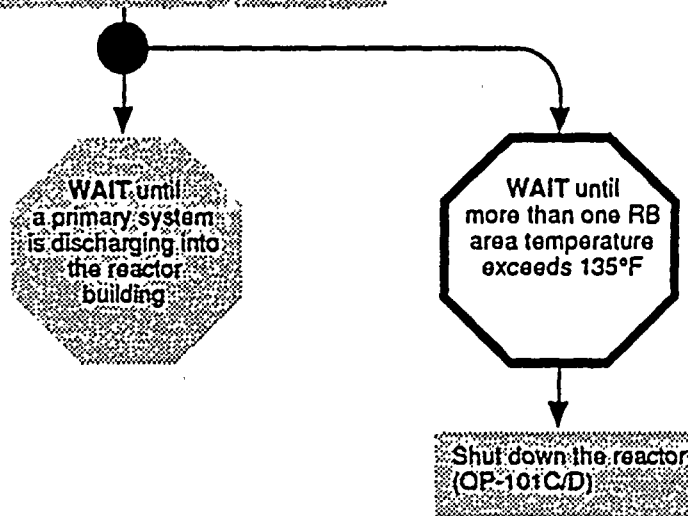 WAIT until
a primary system
is discharging into
the reactor
building
WAIT until
more than one RB
area temperature
exceeds 135°F
Shut down the reactor
(OP-101C/D)